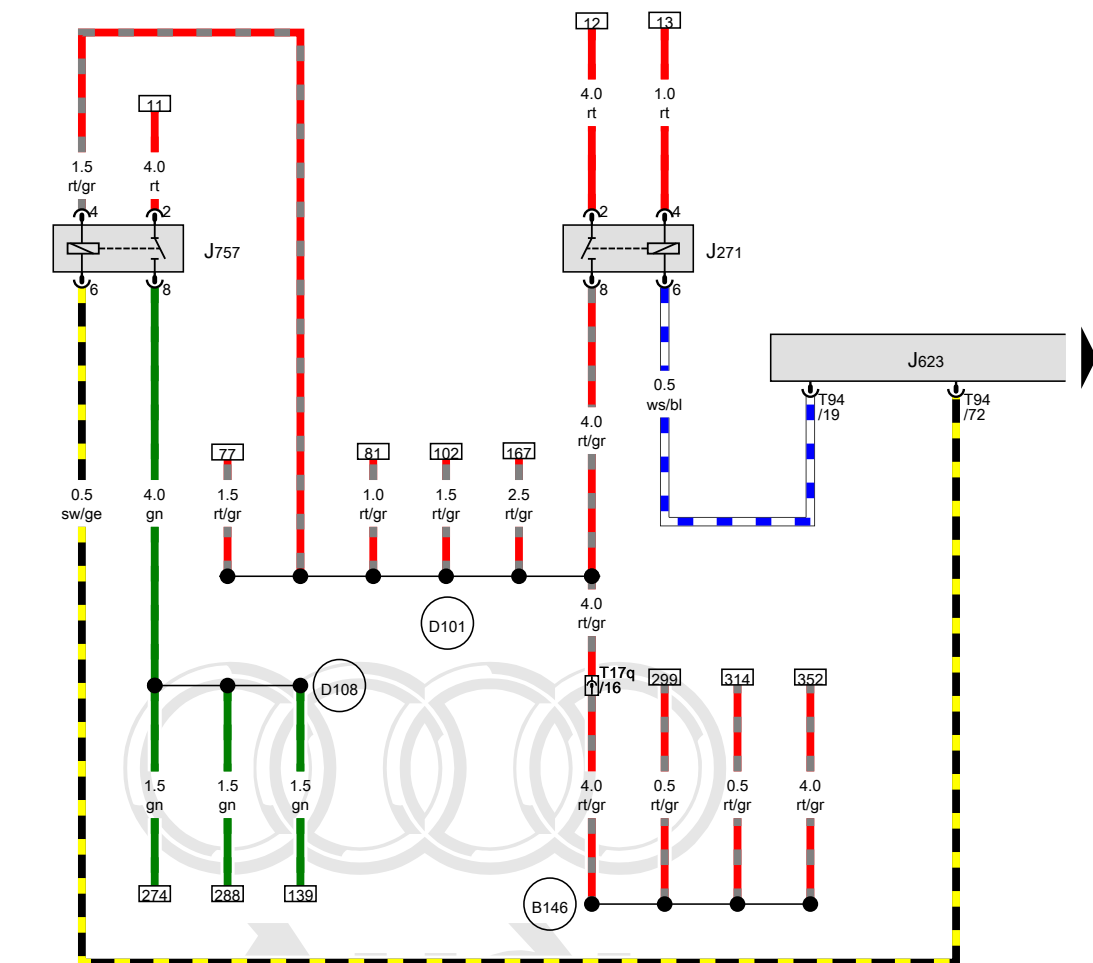 12
13
11
4.0
rt
1.0
rt
1.5
rt/gr
4.0
rt
4
2
2
4
J757
J271
6
8
8
6
J623
0.5
ws/bl
T94
/19
T94
/72
4.0
rt/gr
77
81
102
167
0.5
sw/ge
4.0
gn
1.5
rt/gr
1.0
rt/gr
1.5
rt/gr
2.5
rt/gr
D101
4.0
rt/gr
T17q
/16
299
314
352
D108
1.5
gn
1.5
gn
1.5
gn
4.0
rt/gr
0.5
rt/gr
0.5
rt/gr
4.0
rt/gr
274
288
139
B146